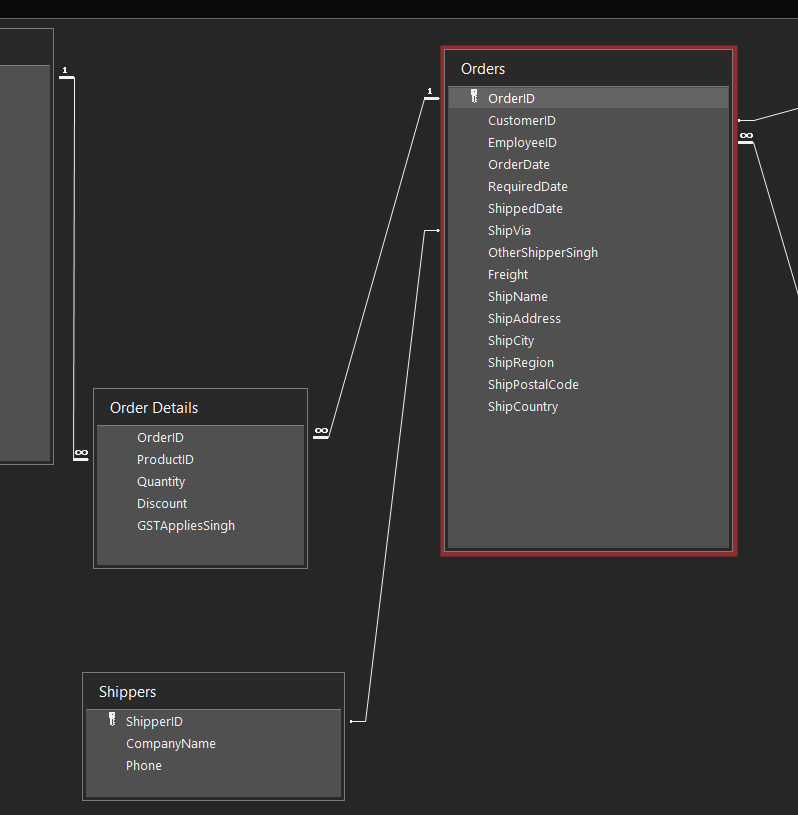 1
∞
Order Details
OrderID
ProductID
Quantity
Discount
GSTAppliesSingh
∞
1
Orders
OrderID
CustomerID
EmployeeID
OrderDate
RequiredDate
ShippedDate
ShipVia
OtherShipperSingh
Freight
ShipName
ShipAddress
ShipCity
ShipRegion
ShipPostalCode
ShipCountry
∞
Shippers
ShipperID
CompanyName
Phone